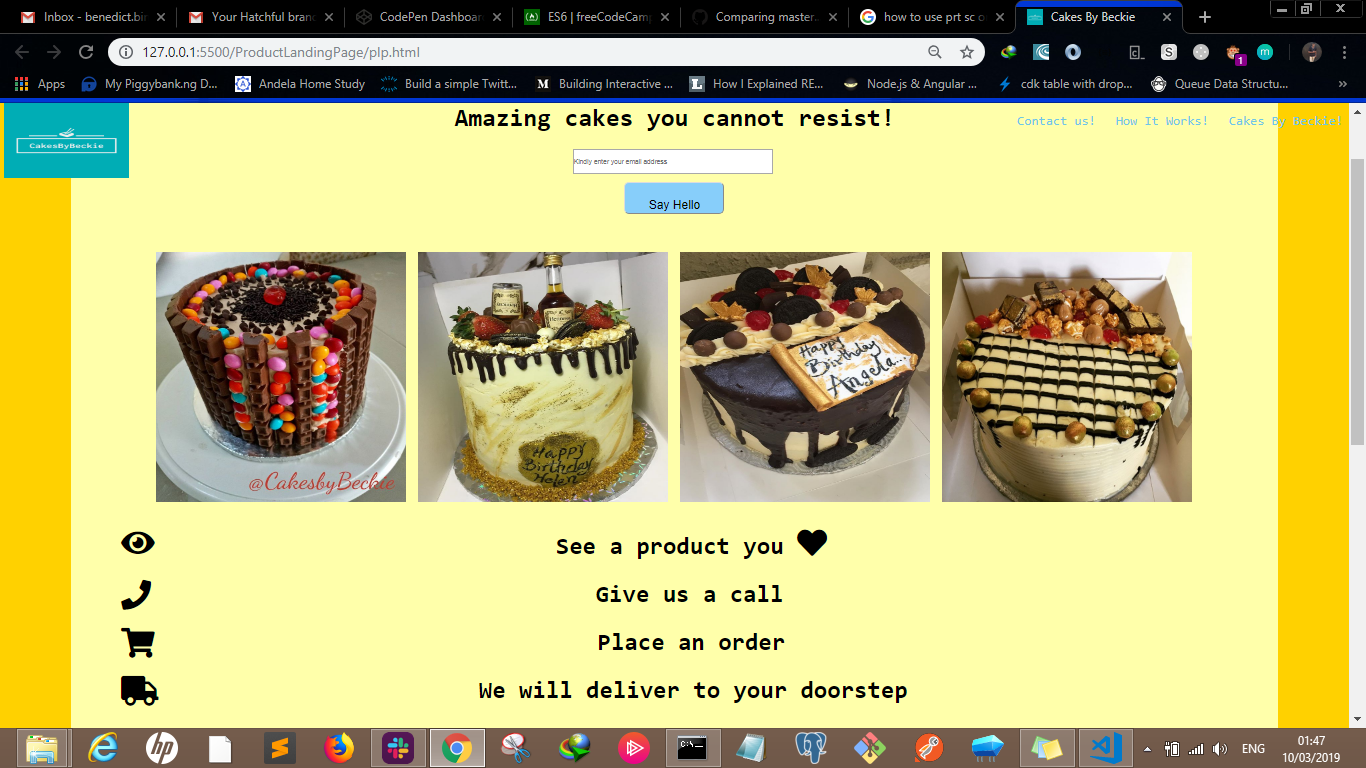 Inbox - benedict.bir
Your Hatchful bran
CodePen Dashboar
ES6 | freeCodeCamp
Comparing master.
how to use prt sc o
Cakes By Beckie
127.0.0.1:5500/ProductLandingPage/plp.html
Apps
My Piggybank.ng D...
Andela Home Study
Build a simple Twitt...
Building Interactive ...
How I Explained RE...
Node.js & Angular ...
cdk table with drop...
Queue Data Structu...
1
CakesByBeckie
Amazing cakes you cannot resist!
Contact us!
How It Works!
Cakes By Beckie!
Kindly enter your email address
Say Hello
@CakesbyBeckie
Hennessy
Happy
Birthday
Helen
Happy
Birthday
Angela...
See a product you
Give us a call
Place an order
We will deliver to your doorstep
C:\_
ENG
01:47
10/03/2019